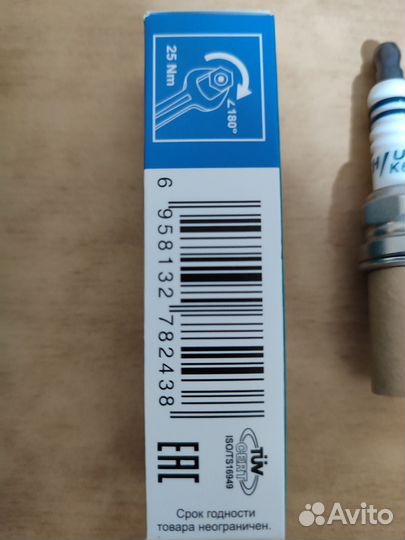 25 Nm
∠180°
6 958132 782438
EAC
TÜV
CERT
ISO/TS16949
Срок годности
товара неограничен.
Avito